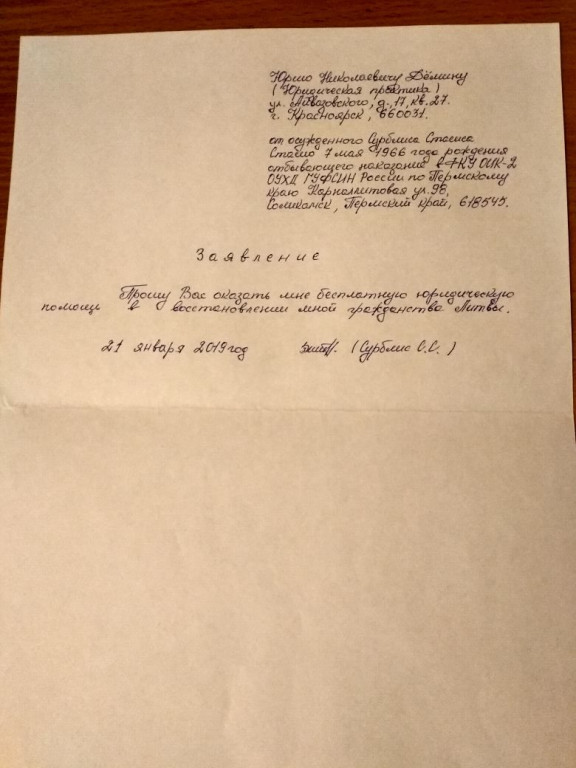 Юрию Николаевичу Дёмину
(Юридическая практика)
ул. Айвазовского, д. 17, кв. 27.
г. Красноярск, 660031.
от осужденного Сурблиса Стасиса
Стасио 7 мая 1966 года рождения
отбывающего наказание в ФКУ ОИК-2
ОУХД ГУФСИН России по Пермскому
краю Карналлитовая ул. 98,
Соликамск, Пермский край, 618545.
Заявление
Прошу Вас оказать мне бесплатную юридическую
помощь в восстановлении мной гражданства Литвы.
21 января 2019 год (Сурблис С.С.)